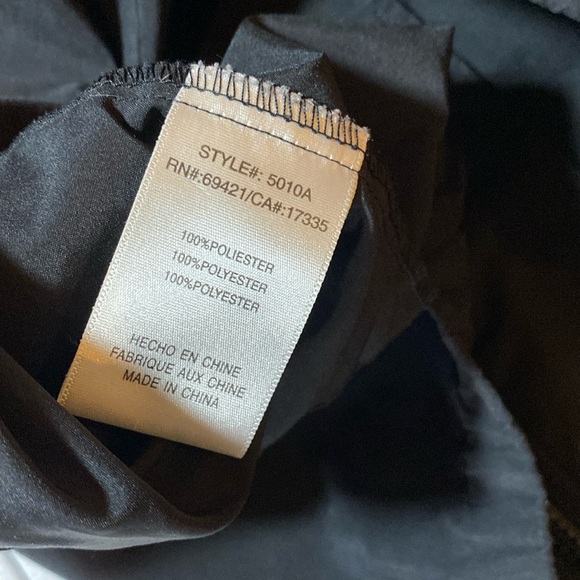 STYLE#: 5010A
RN#:69421/CA#:17335
100%POLIESTER
100%POLYESTER
100%POLYESTER
HECHO EN CHINE
FABRIQUE AUX CHINE
MADE IN CHINA